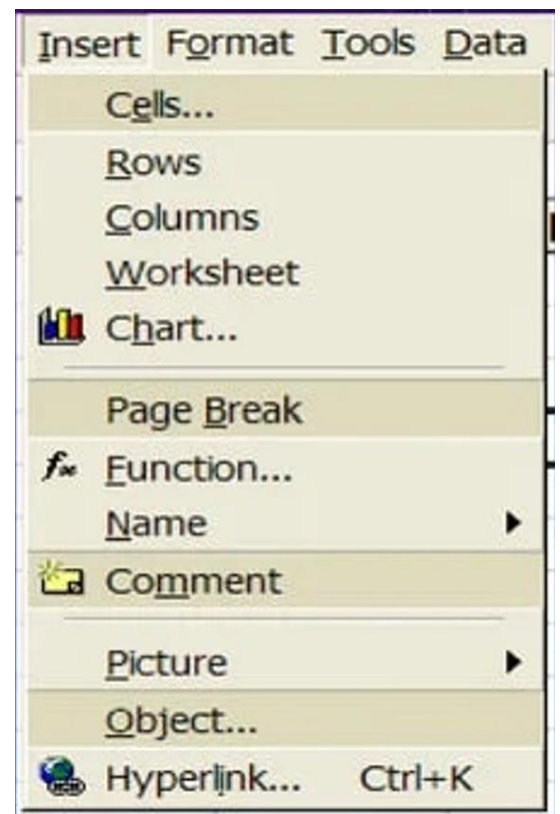 Insert Format Tools Data
Cells...
Rows
Columns
Worksheet
Chart...
Page Break
Function...
Name
Comment
Picture
Object...
Hyperlink... Ctrl+K